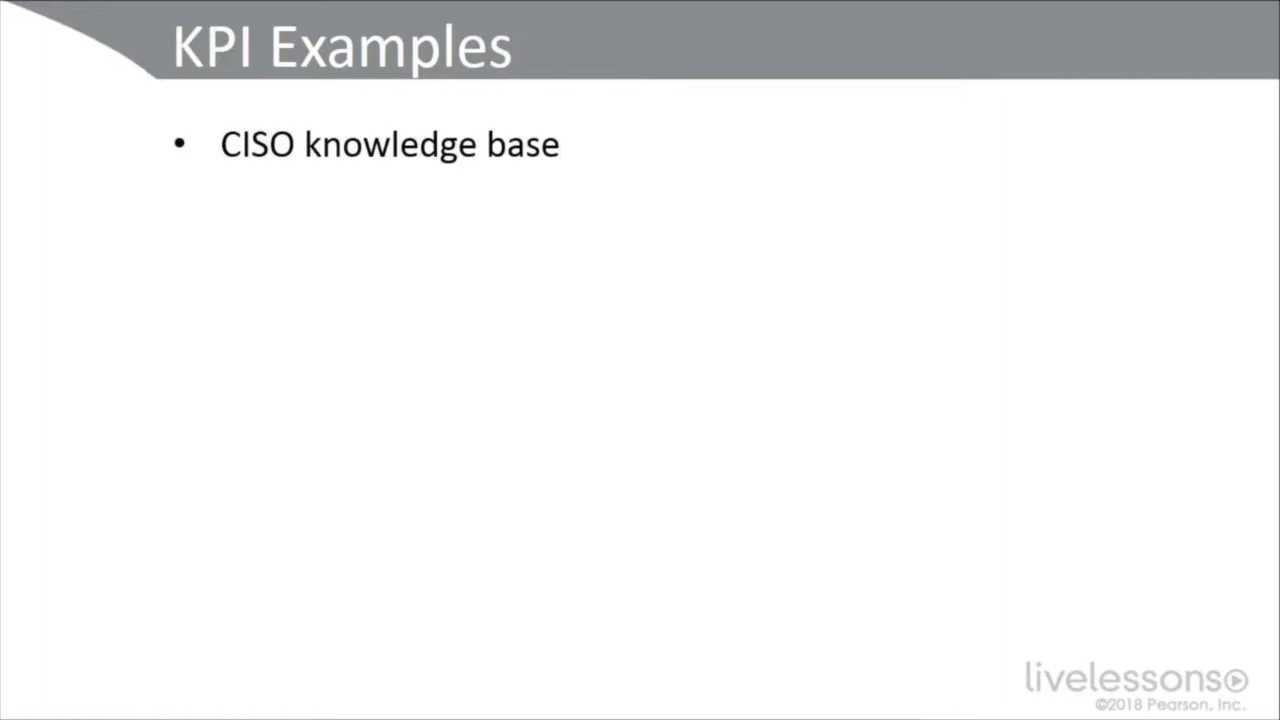 KPI Examples
• CISO knowledge base
livelessons
©2018 Pearson, Inc.